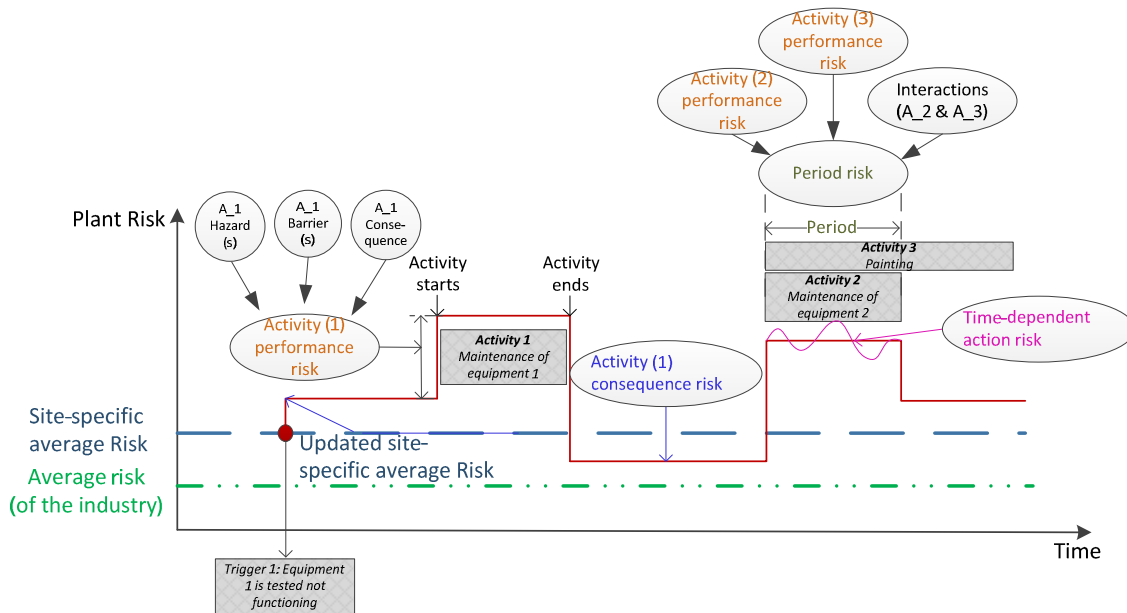 Activity (3)
performance
risk
Activity (2)
performance
risk
Interactions
(A_2 & A_3)
Period risk
Plant Risk
A_1
Hazard
(s)
A_1
Barrier
(s)
A_1
Conse-
quence
Period
Activity 3
Painting
Activity
starts
Activity
ends
Activity 2
Maintenance of
equipment 2
Activity (1)
performance
risk
Activity 1
Maintenance of
equipment 1
Time-dependent
action risk
Activity (1)
consequence risk
Site-specific
average Risk
Updated site-
specific average Risk
Average risk
(of the industry)
Time
Trigger 1: Equipment
1 is tested not
functioning